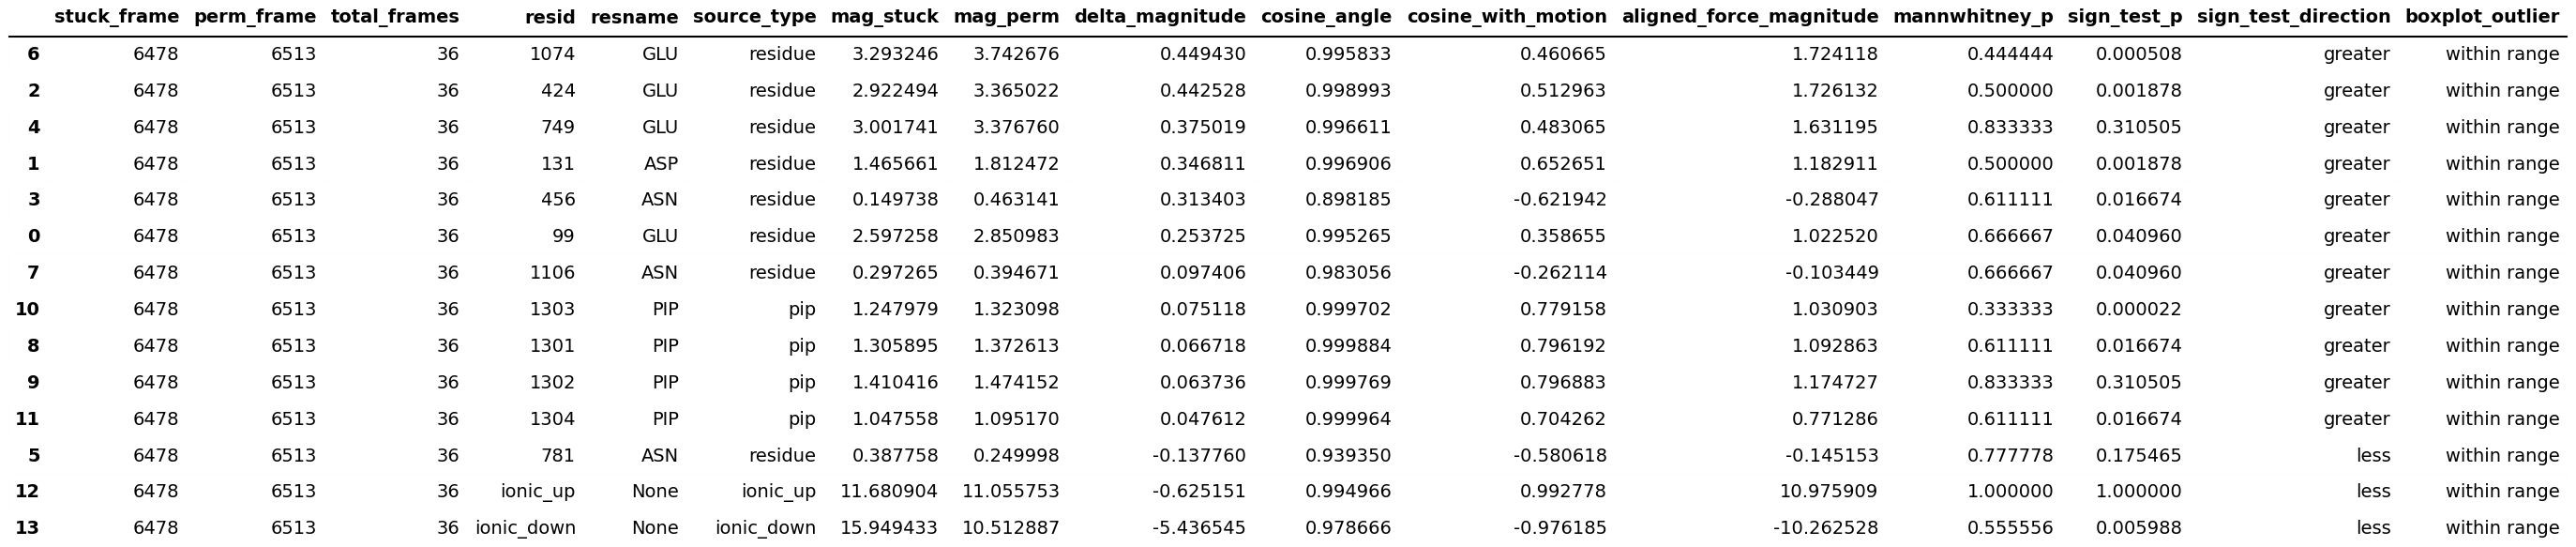 stuck_frame perm_frame total_frames resid resname source_type mag_stuck mag_perm delta_magnitude cosine_angle cosine_with_motion aligned_force_magnitude mannwhitney_p sign_test_p sign_test_direction boxplot_outlier
6 6478 6513 36 1074 GLU residue 3.293246 3.742676 0.449430 0.995833 0.460665 1.724118 0.444444 0.000508 greater within range
2 6478 6513 36 424 GLU residue 2.922494 3.365022 0.442528 0.998993 0.512963 1.726132 0.500000 0.001878 greater within range
4 6478 6513 36 749 GLU residue 3.001741 3.376760 0.375019 0.996611 0.483065 1.631195 0.833333 0.310505 greater within range
1 6478 6513 36 131 ASP residue 1.465661 1.812472 0.346811 0.996906 0.652651 1.182911 0.500000 0.001878 greater within range
3 6478 6513 36 456 ASN residue 0.149738 0.463141 0.313403 0.898185 -0.621942 -0.288047 0.611111 0.016674 greater within range
0 6478 6513 36 99 GLU residue 2.597258 2.850983 0.253725 0.995265 0.358655 1.022520 0.666667 0.040960 greater within range
7 6478 6513 36 1106 ASN residue 0.297265 0.394671 0.097406 0.983056 -0.262114 -0.103449 0.666667 0.040960 greater within range
10 6478 6513 36 1303 PIP pip 1.247979 1.323098 0.075118 0.999702 0.779158 1.030903 0.333333 0.000022 greater within range
8 6478 6513 36 1301 PIP pip 1.305895 1.372613 0.066718 0.999884 0.796192 1.092863 0.611111 0.016674 greater within range
9 6478 6513 36 1302 PIP pip 1.410416 1.474152 0.063736 0.999769 0.796883 1.174727 0.833333 0.310505 greater within range
11 6478 6513 36 1304 PIP pip 1.047558 1.095170 0.047612 0.999964 0.704262 0.771286 0.611111 0.016674 greater within range
5 6478 6513 36 781 ASN residue 0.387758 0.249998 -0.137760 0.939350 -0.580618 -0.145153 0.777778 0.175465 less within range
12 6478 6513 36 ionic_up None ionic_up 11.680904 11.055753 -0.625151 0.994966 0.992778 10.975909 1.000000 1.000000 less within range
13 6478 6513 36 ionic_down None ionic_down 15.949433 10.512887 -5.436545 0.978666 -0.976185 -10.262528 0.555556 0.005988 less within range